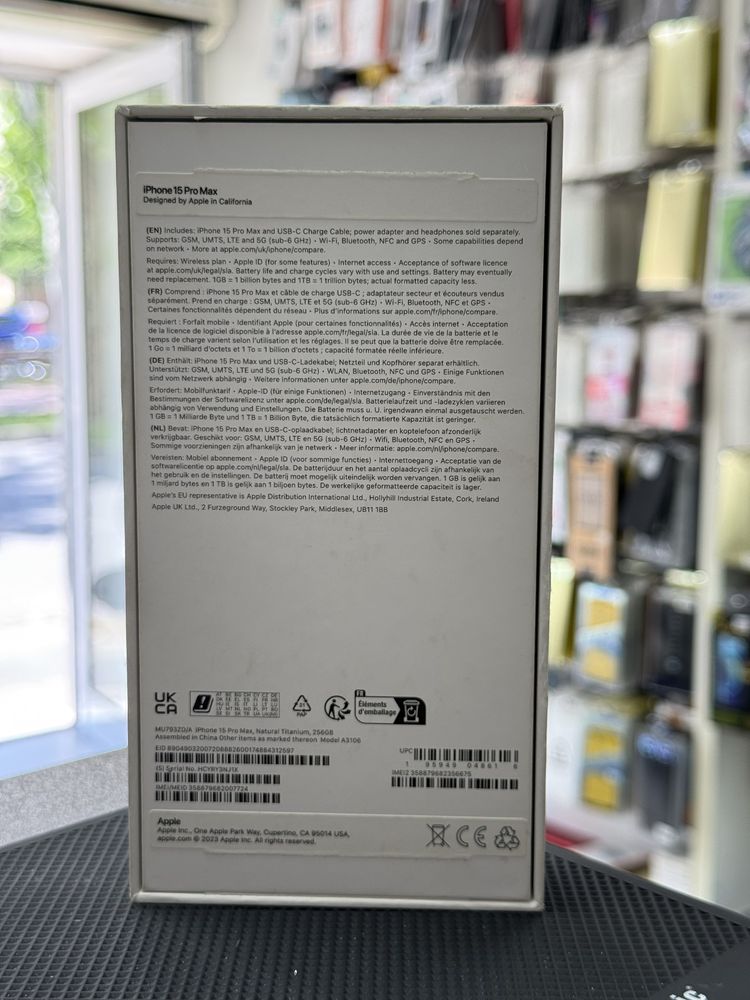 iPhone 15 Pro Max
Designed by Apple in California
(EN) Includes: iPhone 15 Pro Max and USB-C Charge Cable; power adapter and headphones sold separately.
Supports: GSM, UMTS, LTE and 5G (sub-6 GHz) • Wi-Fi, Bluetooth, NFC and GPS • Some capabilities depend
on network • More at apple.com/uk/iphone/compare.
Requires: Wireless plan • Apple ID (for some features) • Internet access • Acceptance of software licence
at apple.com/uk/legal/sla. Battery life and charge cycles vary with use and settings. Battery may eventually
need replacement. 1GB = 1 billion bytes and 1TB = 1 trillion bytes; actual formatted capacity less.
(FR) Comprend : iPhone 15 Pro Max et câble de charge USB-C ; adaptateur secteur et écouteurs vendus
séparément. Prend en charge : GSM, UMTS, LTE et 5G (sub-6 GHz) • Wi-Fi, Bluetooth, NFC et GPS •
Certaines fonctionnalités dépendent du réseau • Plus d'informations sur apple.com/fr/iphone/compare.
Requiert : Forfait mobile • Identifiant Apple (pour certaines fonctionnalités) • Accès internet • Acceptation
de la licence de logiciel disponible à l'adresse apple.com/fr/legal/sla. La durée de vie de la batterie et le
temps de charge varient selon l'utilisation et les réglages. Il se peut que la batterie doive être remplacée.
1 Go = 1 milliard d'octets et 1 To = 1 billion d'octets ; capacité formatée réelle inférieure.
(DE) Enthält: iPhone 15 Pro Max und USB-C-Ladekabel; Netzteil und Kopfhörer separat erhältlich.
Unterstützt: GSM, UMTS, LTE und 5G (sub-6 GHz) • WLAN, Bluetooth, NFC und GPS • Einige Funktionen
sind vom Netzwerk abhängig • Weitere Informationen unter apple.com/de/iphone/compare.
Erfordert: Mobilfunktarif • Apple-ID (für einige Funktionen) • Internetzugang • Einverständnis mit den
Bestimmungen der Softwarelizenz unter apple.com/de/legal/sla. Batterielaufzeit und -ladezyklen variieren
abhängig von Verwendung und Einstellungen. Die Batterie muss u. U. irgendwann einmal ausgetauscht werden.
1 GB = 1 Milliarde Byte und 1 TB = 1 Billion Byte, die tatsächlich formatierte Kapazität ist geringer.
(NL) Bevat: iPhone 15 Pro Max en USB-C-oplaadkabel; lichtnetadapter en koptelefoon afzonderlijk
verkrijgbaar. Geschikt voor: GSM, UMTS, LTE en 5G (sub-6 GHz) • Wifi, Bluetooth, NFC en GPS •
Sommige voorzieningen zijn afhankelijk van je netwerk • Meer informatie: apple.com/nl/iphone/compare.
Vereisten: Mobiel abonnement • Apple ID (voor sommige functies) • Internettoegang • Acceptatie van de
softwarelicentie op apple.com/nl/legal/sla. De batterijduur en het aantal oplaadcycli zijn afhankelijk van
het gebruik en de instellingen. De batterij moet mogelijk uiteindelijk worden vervangen. 1 GB is gelijk aan
1 miljard bytes en 1 TB is gelijk aan 1 biljoen bytes. De werkelijke geformatteerde capaciteit is lager.
Apple's EU representative is Apple Distribution International Ltd., Hollyhill Industrial Estate, Cork, Ireland
Apple UK Ltd., 2 Furzeground Way, Stockley Park, Middlesex, UB11 1BB
UK
CA
21
PAP
FR
Éléments
d'emballage
MU793ZD/A iPhone 15 Pro Max, Natural Titanium, 256GB
Assembled in China Other items as marked thereon Model A3106
EID 89049032007208882600174884312597
(S) Serial No. HCY9Y3NJ1X
IMEI/MEID 358879682007724
UPC
1 95949 04861 6
IMEI2 358879682356675
Apple
Apple Inc., One Apple Park Way, Cupertino, CA 95014 USA.
apple.com © 2023 Apple Inc. All rights reserved.
CE